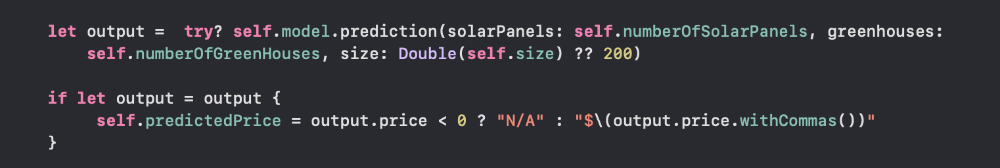 let output =  try? self.model.prediction(solarPanels: self.numberOfSolarPanels, greenhouses:
    self.numberOfGreenHouses, size: Double(self.size) ?? 200)
if let output = output {
     self.predictedPrice = output.price < 0 ? "N/A" : "$\(output.price.withCommas())"
}